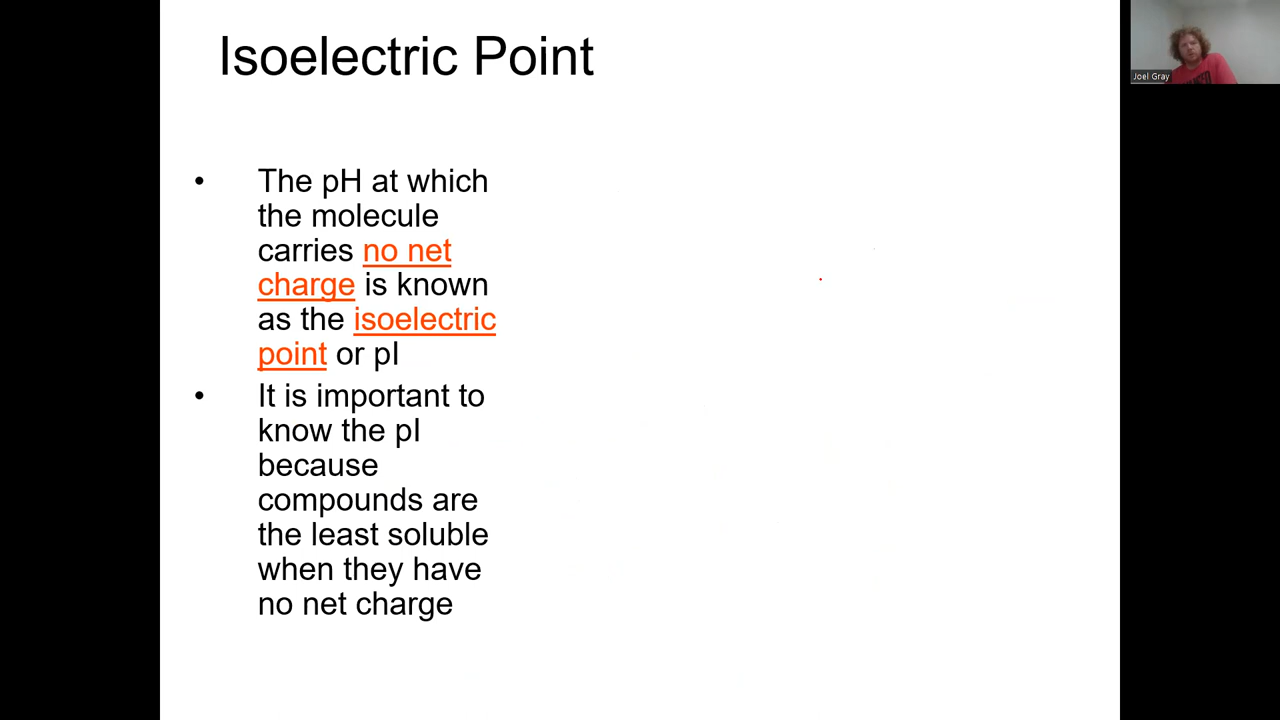 Isoelectric Point
Joel Gray
• The pH at which
the molecule
carries no net
charge is known
as the isoelectric
point or pI
• It is important to
know the pI
because
compounds are
the least soluble
when they have
no net charge